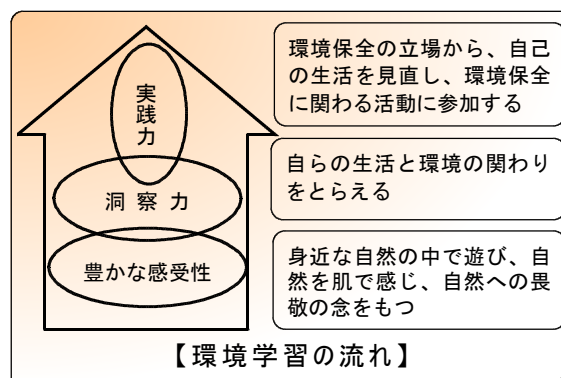 実践力
環境保全の立場から、自己
の生活を見直し、環境保全
に関わる活動に参加する
洞察力
自らの生活と環境の関わり
をとらえる
豊かな感受性
身近な自然の中で遊び、自
然を肌で感じ、自然への畏
敬の念をもつ
【環境学習の流れ】